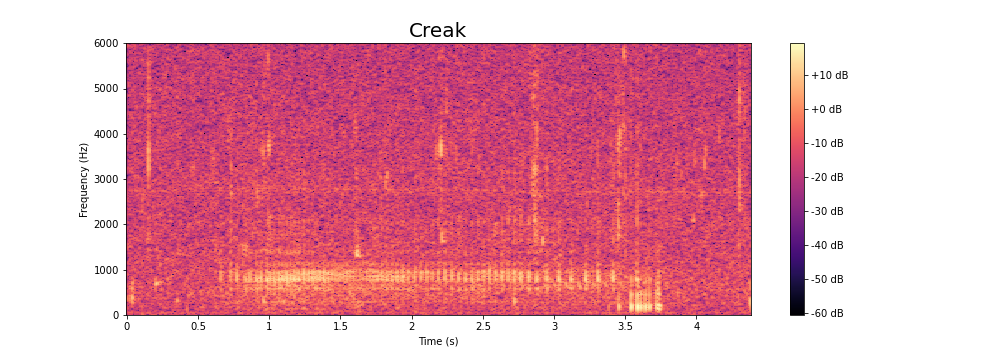 Creak
6000
5000
4000
3000
2000
1000
0
Frequency (Hz)
0 0.5 1 1.5 2 2.5 3 3.5 4
Time (s)
+10 dB
+0 dB
-10 dB
-20 dB
-30 dB
-40 dB
-50 dB
-60 dB